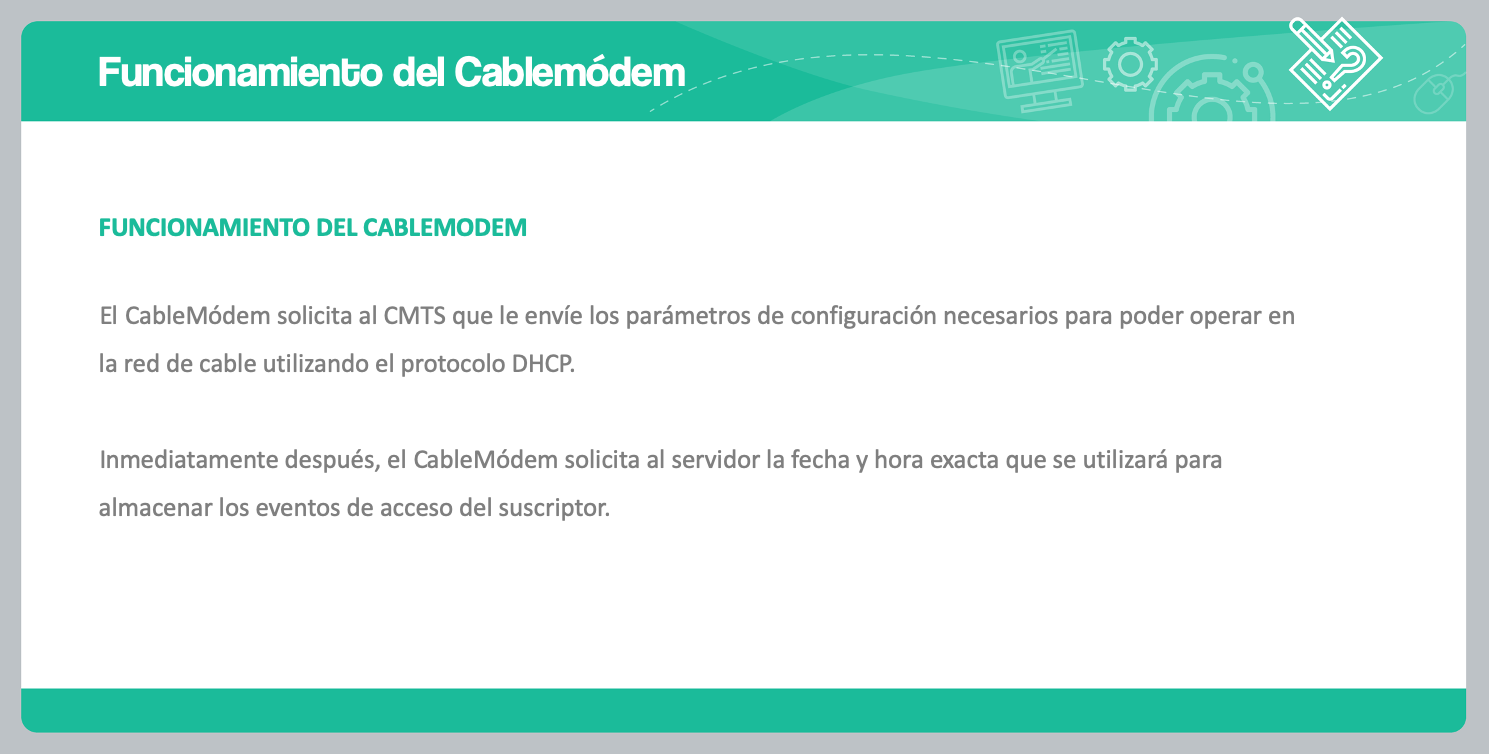 Funcionamiento del Cablemódem
FUNCIONAMIENTO DEL CABLEMODEM
El CableMódem solicita al CMTS que le envíe los parámetros de configuración necesarios para poder operar en
la red de cable utilizando el protocolo DHCP.
Inmediatamente después, el CableMódem solicita al servidor la fecha y hora exacta que se utilizará para
almacenar los eventos de acceso del suscriptor.